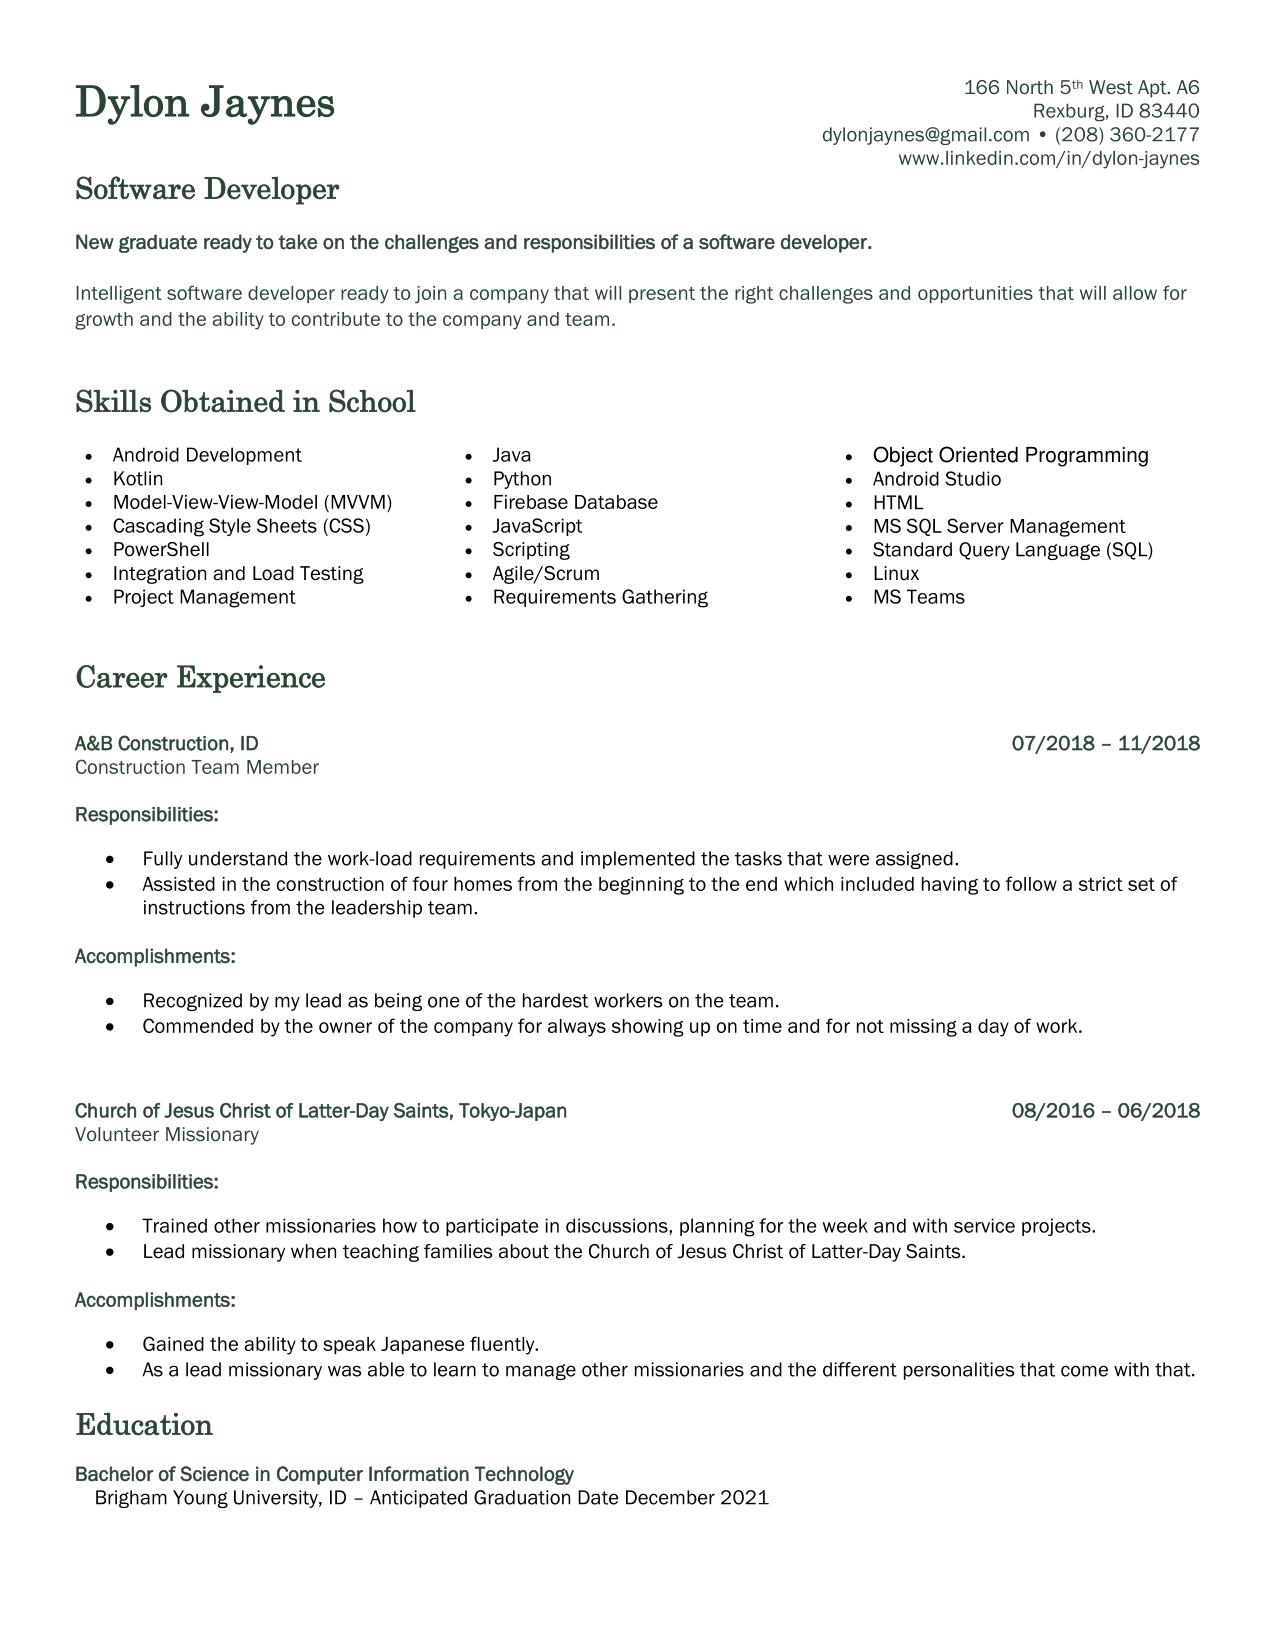 Dylon Jaynes
166 North 5th West Apt. A6
Rexburg, ID 83440
dylonjaynes@gmail.com • (208) 360-2177
www.linkedin.com/in/dylon-jaynes
Software Developer
New graduate ready to take on the challenges and responsibilities of a software developer.
Intelligent software developer ready to join a company that will present the right challenges and opportunities that will allow for
growth and the ability to contribute to the company and team.
Skills Obtained in School
• Android Development
• Kotlin
• Model-View-View-Model (MVVM)
• Cascading Style Sheets (CSS)
• PowerShell
• Integration and Load Testing
• Project Management
• Java
• Python
• Firebase Database
• JavaScript
• Scripting
• Agile/Scrum
• Requirements Gathering
• Object Oriented Programming
• Android Studio
• HTML
• MS SQL Server Management
• Standard Query Language (SQL)
• Linux
• MS Teams
Career Experience
A&B Construction, ID 07/2018 – 11/2018
Construction Team Member
Responsibilities:
• Fully understand the work-load requirements and implemented the tasks that were assigned.
• Assisted in the construction of four homes from the beginning to the end which included having to follow a strict set of
instructions from the leadership team.
Accomplishments:
• Recognized by my lead as being one of the hardest workers on the team.
• Commended by the owner of the company for always showing up on time and for not missing a day of work.
Church of Jesus Christ of Latter-Day Saints, Tokyo-Japan 08/2016 – 06/2018
Volunteer Missionary
Responsibilities:
• Trained other missionaries how to participate in discussions, planning for the week and with service projects.
• Lead missionary when teaching families about the Church of Jesus Christ of Latter-Day Saints.
Accomplishments:
• Gained the ability to speak Japanese fluently.
• As a lead missionary was able to learn to manage other missionaries and the different personalities that come with that.
Education
Bachelor of Science in Computer Information Technology
Brigham Young University, ID – Anticipated Graduation Date December 2021